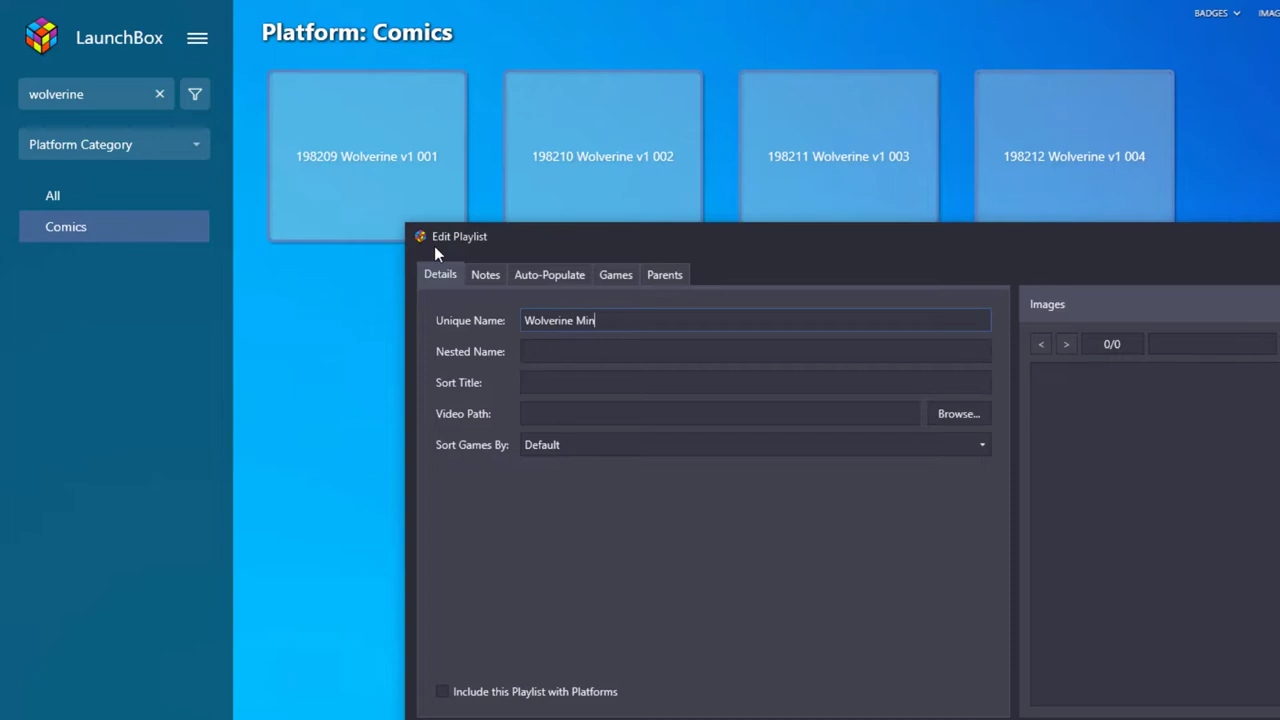 BADGES
LaunchBox
Platform: Comics
wolverine
Platform Category
All
Comics
198209 Wolverine v1 001
198210 Wolverine v1 002
198211 Wolverine v1 003
198212 Wolverine v1 004
Edit Playlist
Details Notes Auto-Populate Games Parents
Unique Name: Wolverine Min
Nested Name:
Sort Title:
Video Path: Browse...
Sort Games By: Default
Include this Playlist with Platforms
Images
< > 0/0